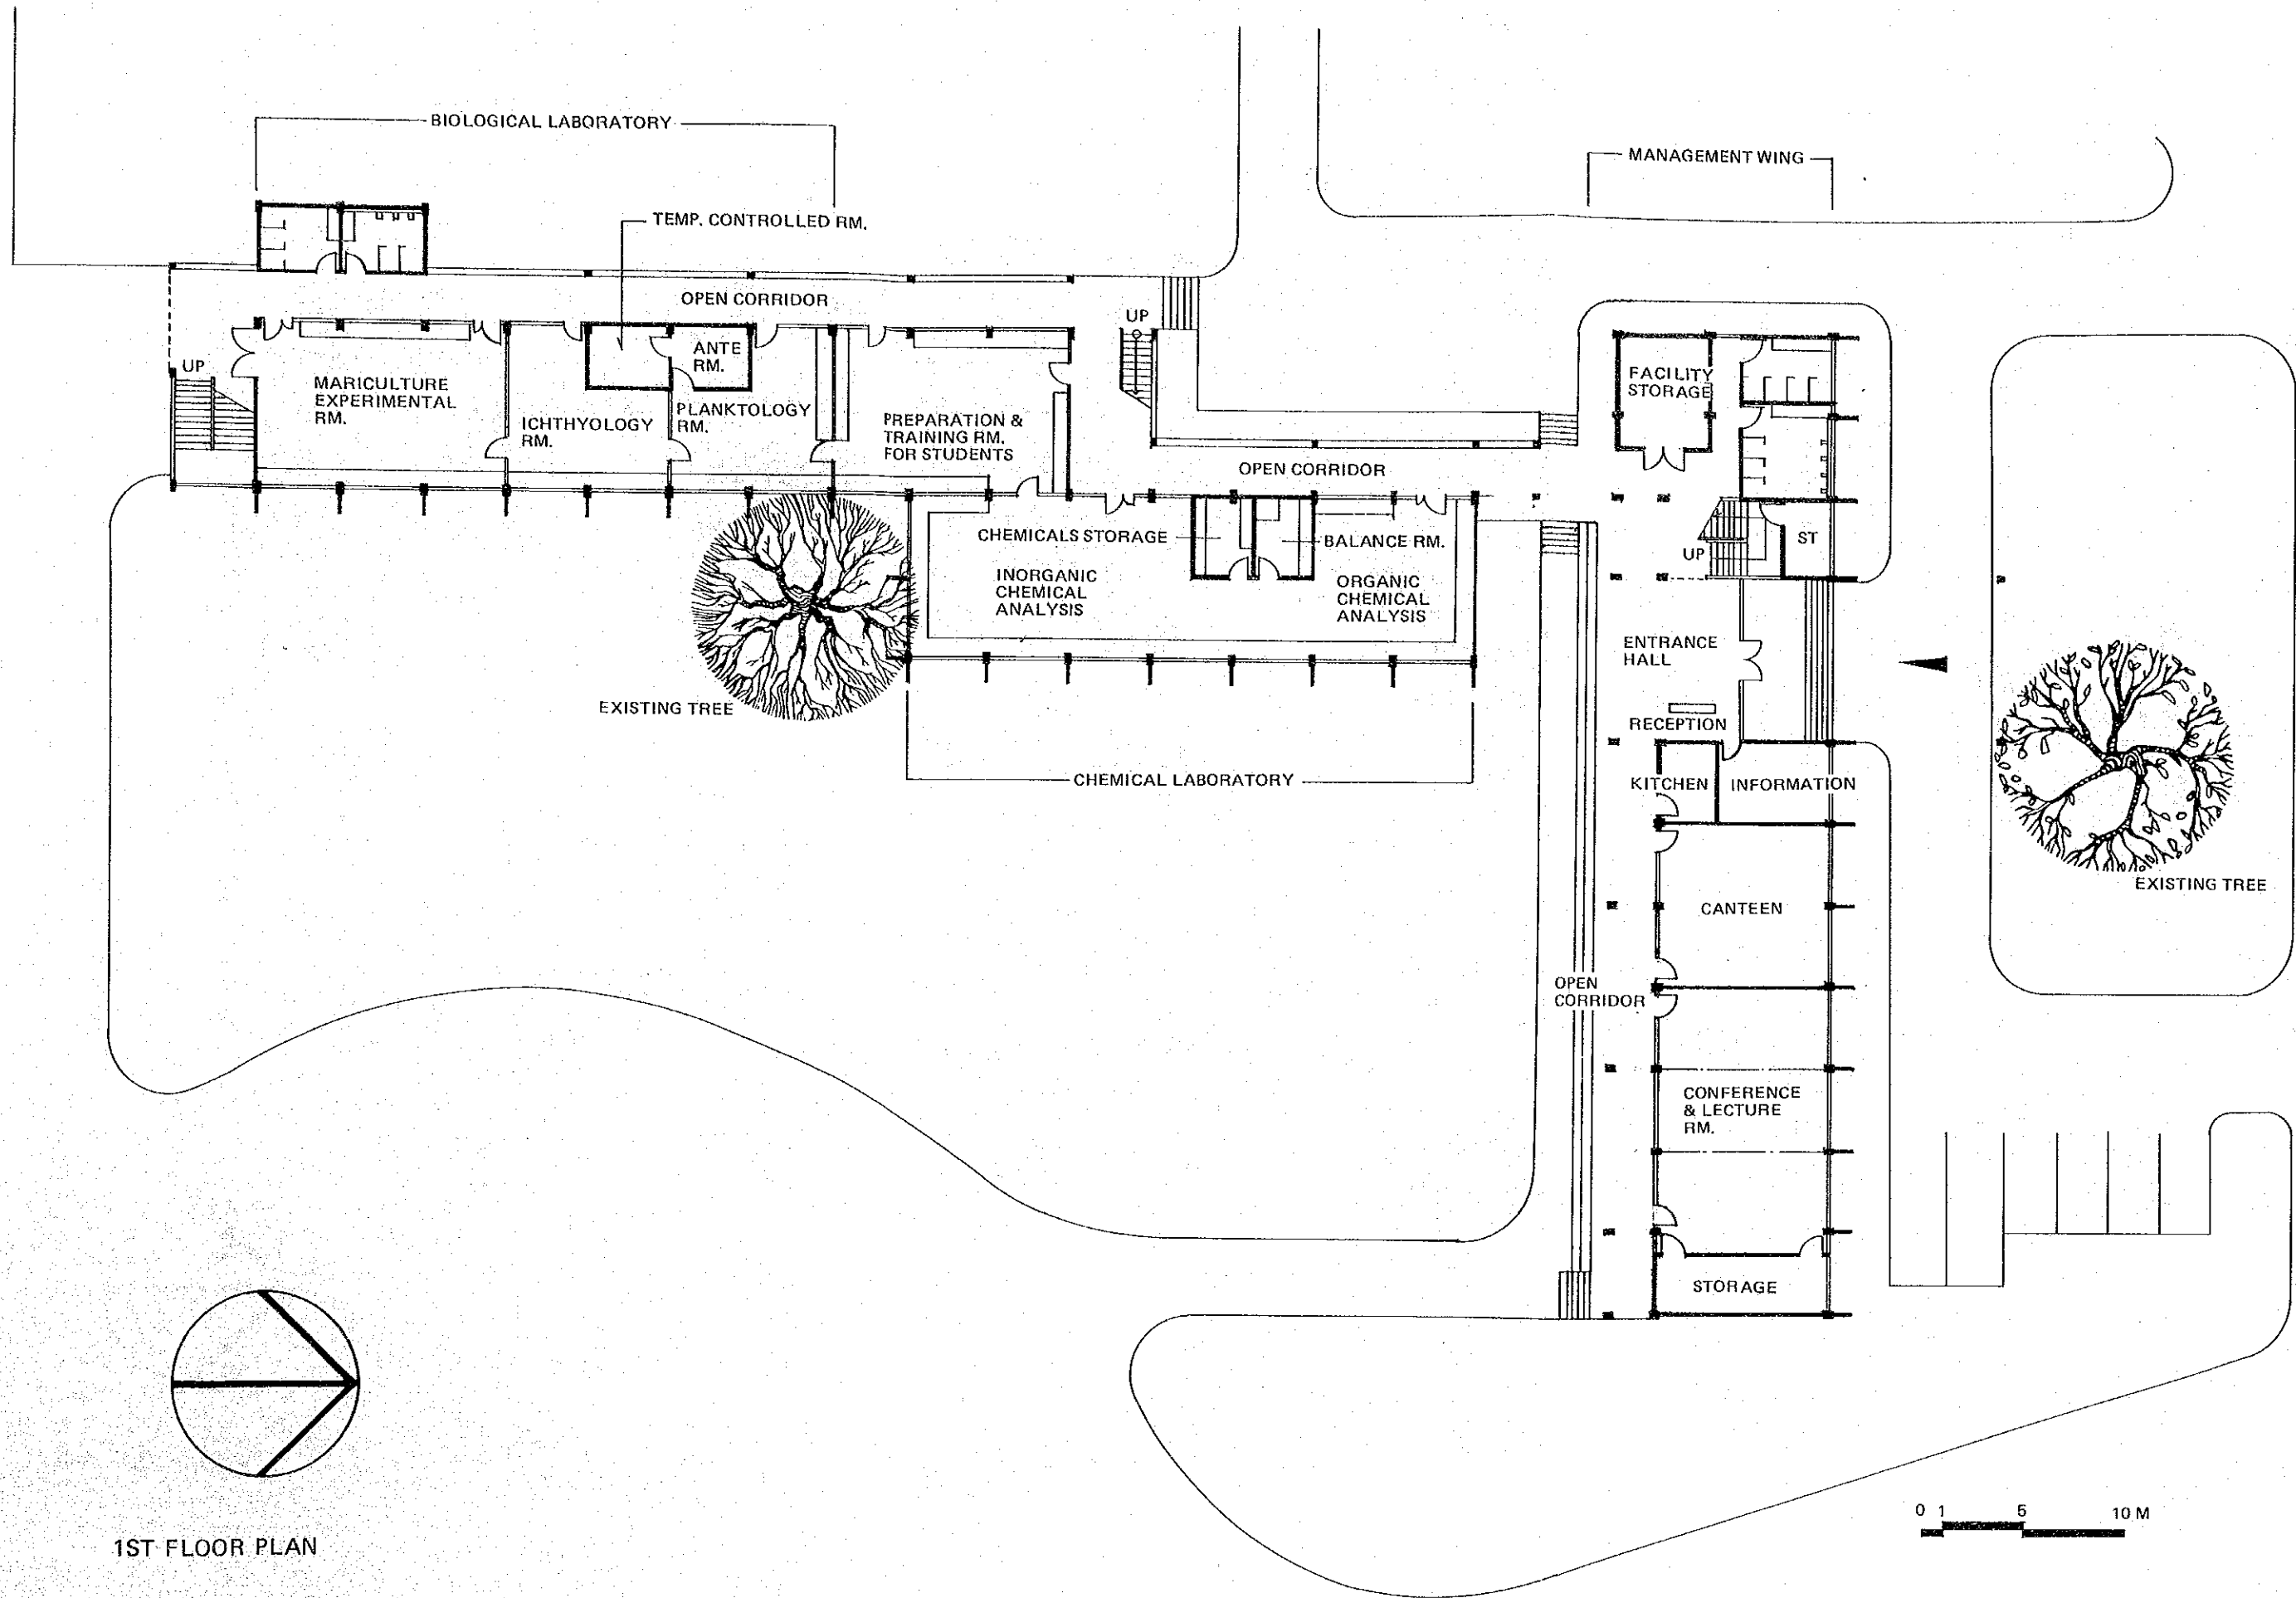 BIOLOGICAL LABORATORY
MANAGEMENT WING
TEMP. CONTROLLED RM.
OPEN CORRIDOR
UP
UP
ANTE
RM.
MARICULTURE
EXPERIMENTAL
RM.
ICHTHYOLOGY
RM.
PLANKTOLOGY
RM.
PREPARATION &
TRAINING RM.
FOR STUDENTS
FACILITY
STORAGE
OPEN CORRIDOR
CHEMICALS STORAGE
BALANCE RM.
UP
ST
INORGANIC
CHEMICAL
ANALYSIS
ORGANIC
CHEMICAL
ANALYSIS
ENTRANCE
HALL
EXISTING TREE
RECEPTION
CHEMICAL LABORATORY
KITCHEN
INFORMATION
EXISTING TREE
CANTEEN
OPEN
CORRIDOR
CONFERENCE
& LECTURE
RM.
STORAGE
0 1 5 10 M
1ST FLOOR PLAN